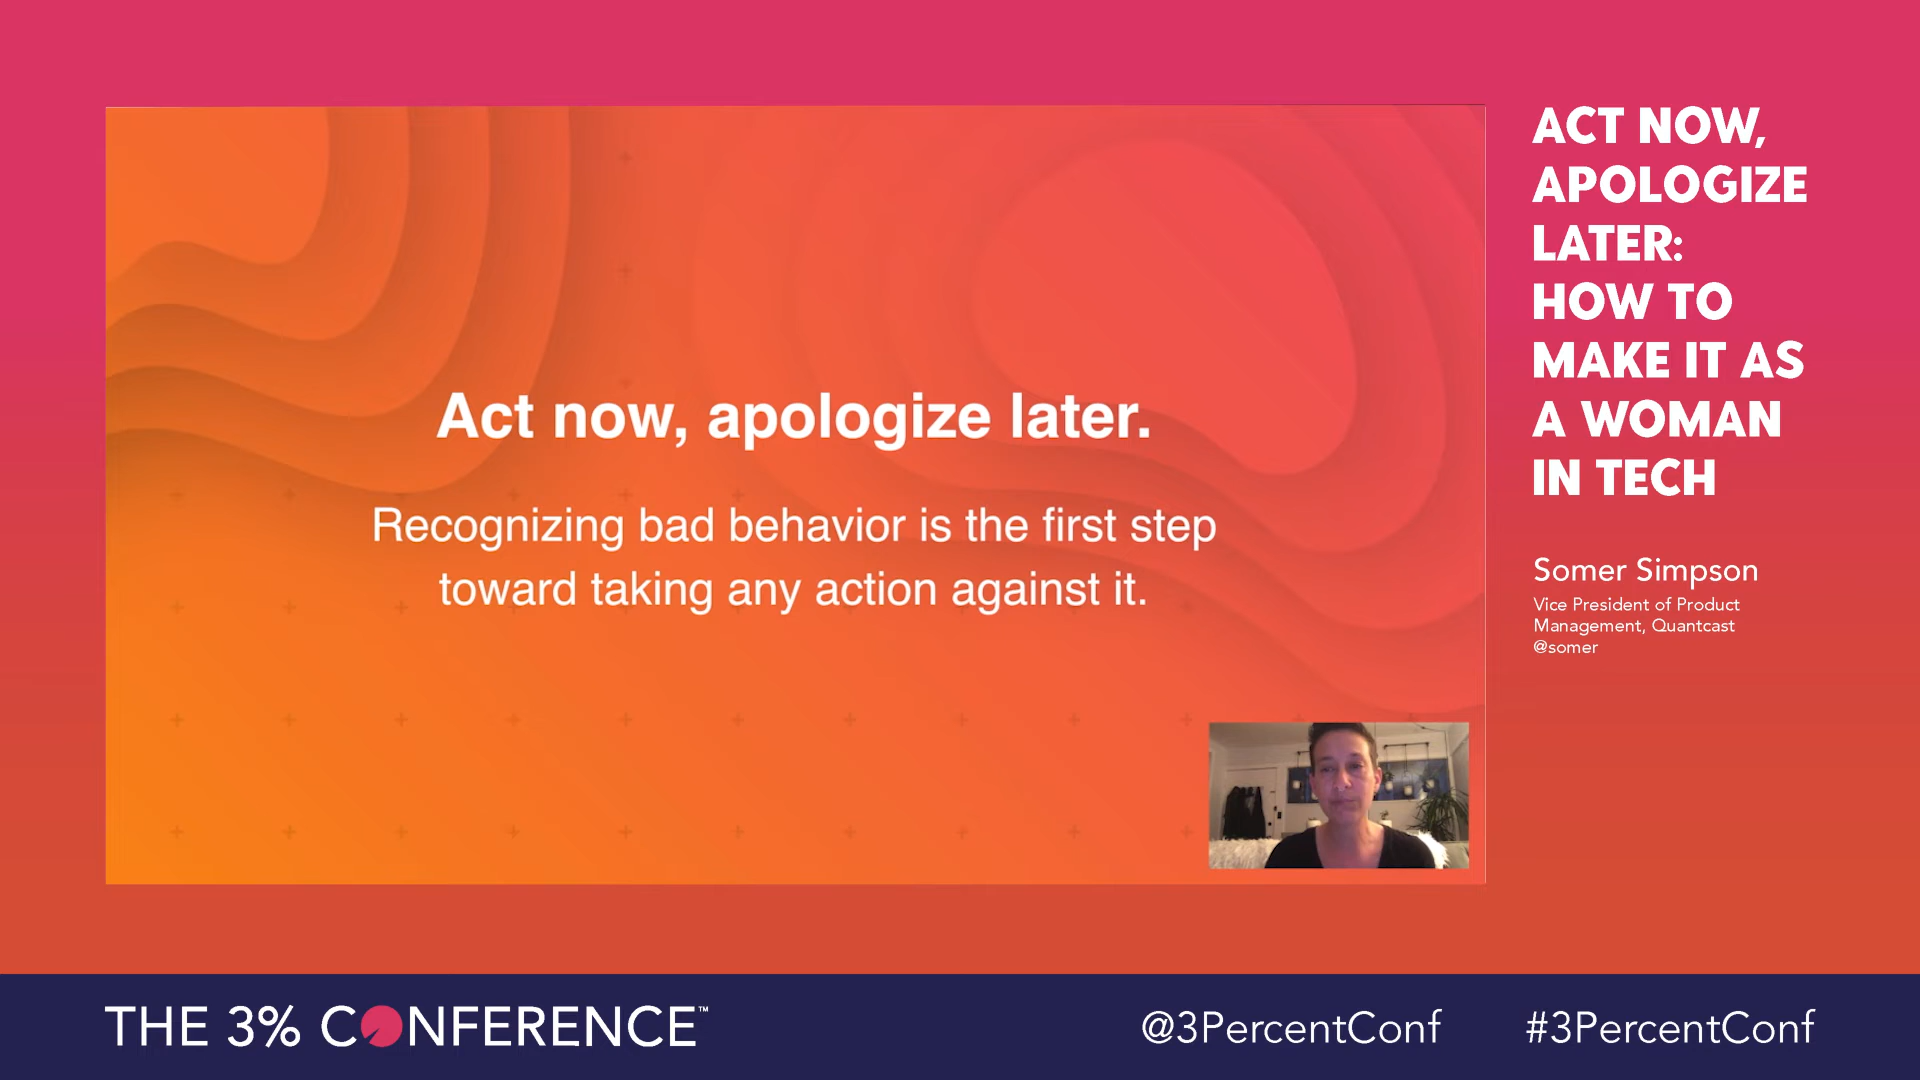 Act now, apologize later.
Recognizing bad behavior is the first step
toward taking any action against it.
ACT NOW,
APOLOGIZE
LATER:
HOW TO
MAKE IT AS
A WOMAN
IN TECH
Somer Simpson
Vice President of Product
Management, Quantcast
@somer
THE 3% CONFERENCE™
@3PercentConf
#3PercentConf